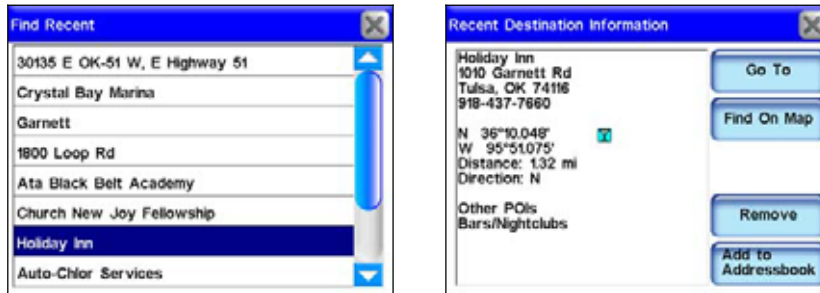 Find Recent
30135 E OK-51 W, E Highway 51
Crystal Bay Marina
Garnett
1800 Loop Rd
Ata Black Belt Academy
Church New Joy Fellowship
Holiday Inn
Auto-Chlor Services
Recent Destination Information
Holiday Inn
1010 Garnett Rd
Tulsa, OK 74116
918-437-7660
N 36°10.048'
W 95°51.075'
Distance: 1.32 mi
Direction: N
Other POIs
Bars/Nightclubs
Go To
Find On Map
Remove
Add to
Addressbook